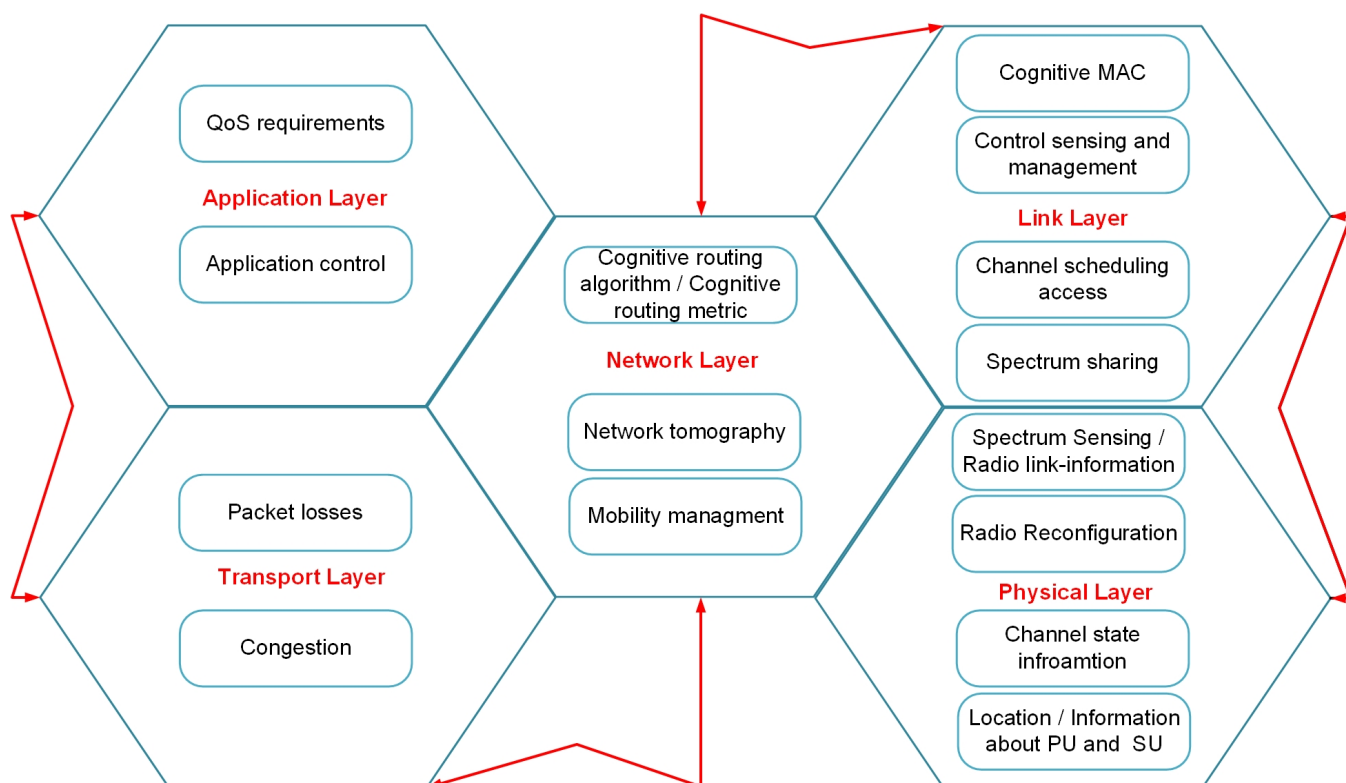 QoS requirements
Application Layer
Application control
Packet losses
Transport Layer
Congestion
Cognitive routing
algorithm / Cognitive
routing metric
Network Layer
Network tomography
Mobility managment
Cognitive MAC
Control sensing and
management
Link Layer
Channel scheduling
access
Spectrum sharing
Spectrum Sensing /
Radio link-information
Radio Reconfiguration
Physical Layer
Channel state
infroamtion
Location / Information
about PU and SU